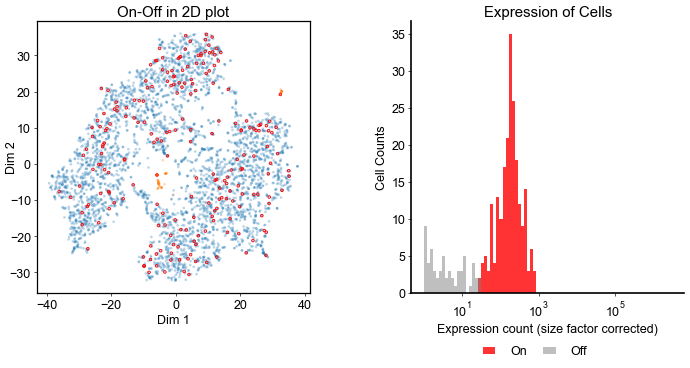 On-Off in 2D plot
Expression of Cells
30
20
10
0
−10
−20
−30
Dim 2
−40
−20
0
20
40
Dim 1
35
30
25
20
15
10
5
0
Cell Counts
10^1
10^3
10^5
Expression count (size factor corrected)
On
Off